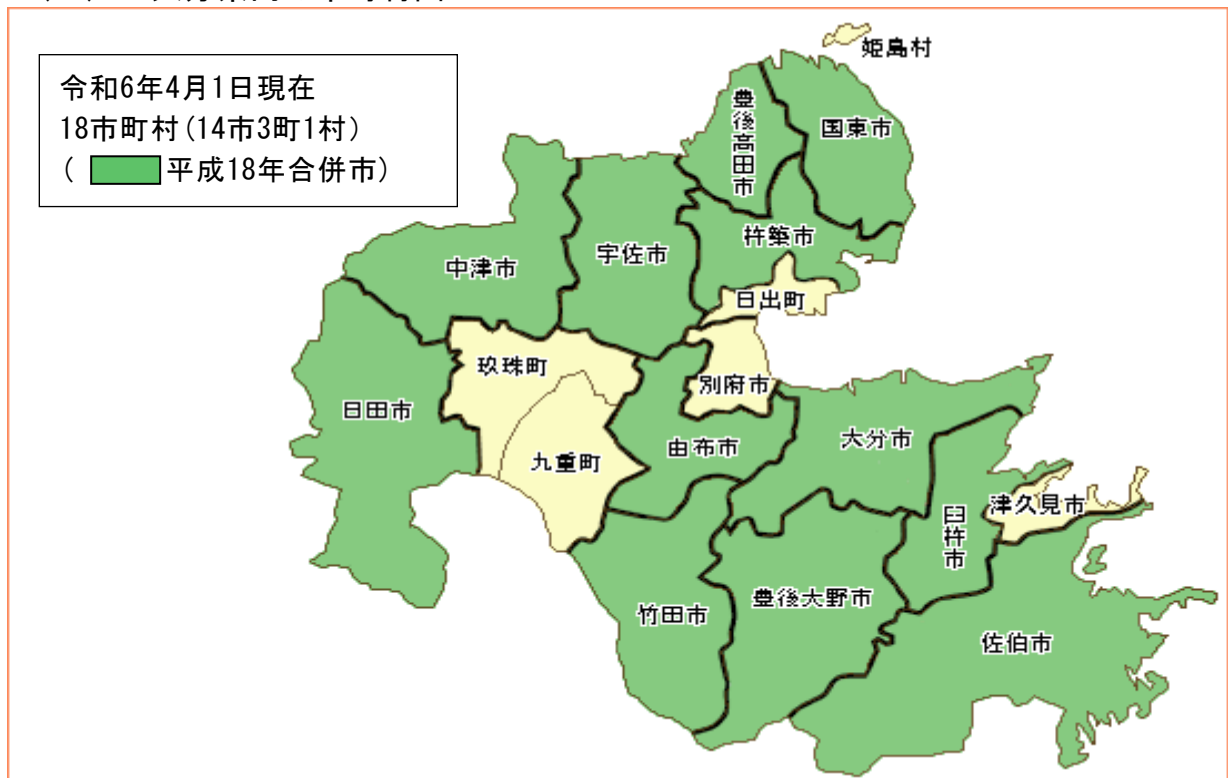 令和6年4月1日現在
18市町村(14市3町1村)
( 平成18年合併市)
姫島村
豊後高田市
国東市
杵築市
宇佐市
中津市
日出町
玖珠町
別府市
日田市
九重町
由布市
大分市
津久見市
臼杵市
豊後大野市
竹田市
佐伯市